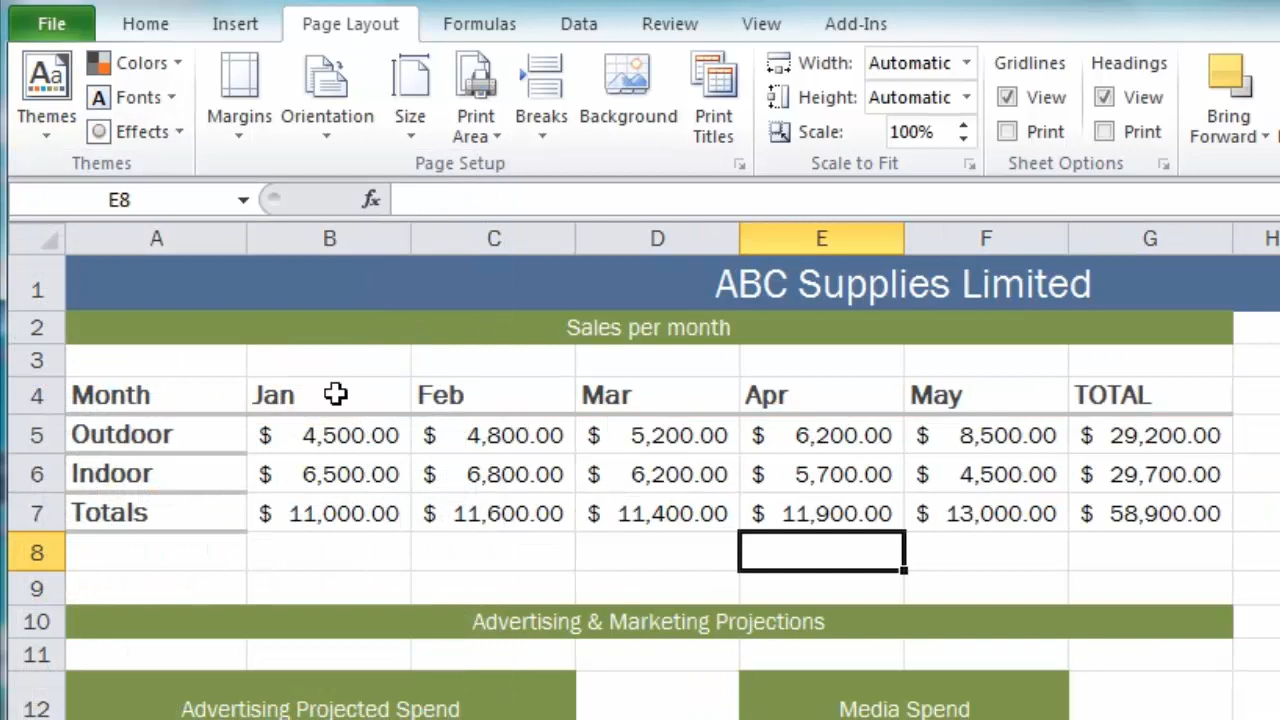 File Home Insert Page Layout Formulas Data Review View Add-Ins
Aa Colors Width: Automatic Gridlines Headings
A Fonts Height: Automatic View View
Themes Effects Margins Orientation Size Print Area Breaks Background Print Titles Scale: 100% Print Print Bring Forward
Themes Page Setup Scale to Fit Sheet Options
E8 fx
A B C D E F G H
1 ABC Supplies Limited
2 Sales per month
3
4 Month Jan Feb Mar Apr May TOTAL
5 Outdoor $ 4,500.00 $ 4,800.00 $ 5,200.00 $ 6,200.00 $ 8,500.00 $ 29,200.00
6 Indoor $ 6,500.00 $ 6,800.00 $ 6,200.00 $ 5,700.00 $ 4,500.00 $ 29,700.00
7 Totals $ 11,000.00 $ 11,600.00 $ 11,400.00 $ 11,900.00 $ 13,000.00 $ 58,900.00
8
9
10 Advertising & Marketing Projections
11
12 Advertising Projected Spend Media Spend